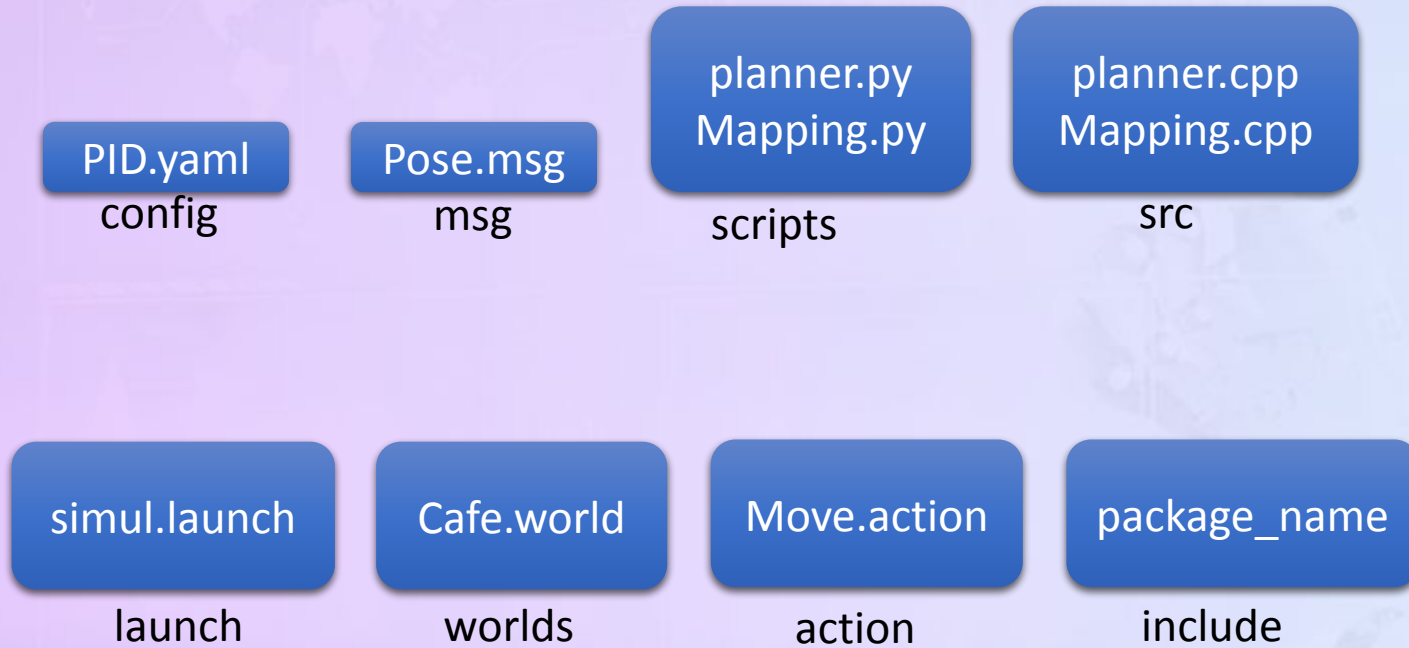 PID.yaml
config
Pose.msg
msg
planner.py
Mapping.py
scripts
planner.cpp
Mapping.cpp
src
simul.launch
launch
Cafe.world
worlds
Move.action
action
package_name
include